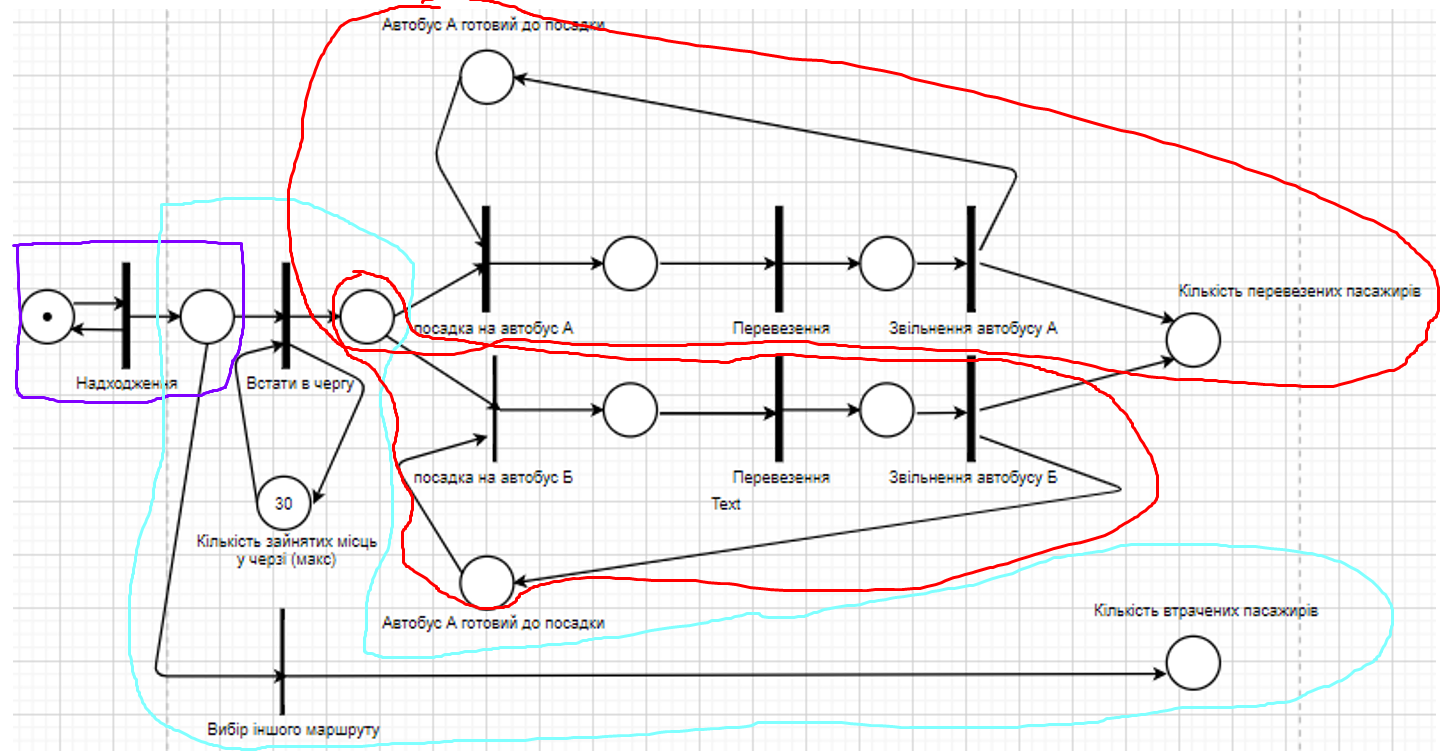 Автобус А готовий до посадки
Кількість перевезених пасажирів
посадка на автобус А
Перевезення
Звільнення автобусу А
Надходження
Встати в чергу
посадка на автобус Б
Перевезення
Звільнення автобусу Б
30
Text
Кількість зайнятих місць
у черзі (макс)
Кількість втрачених пасажирів
Автобус А готовий до посадки
Вибір іншого маршруту